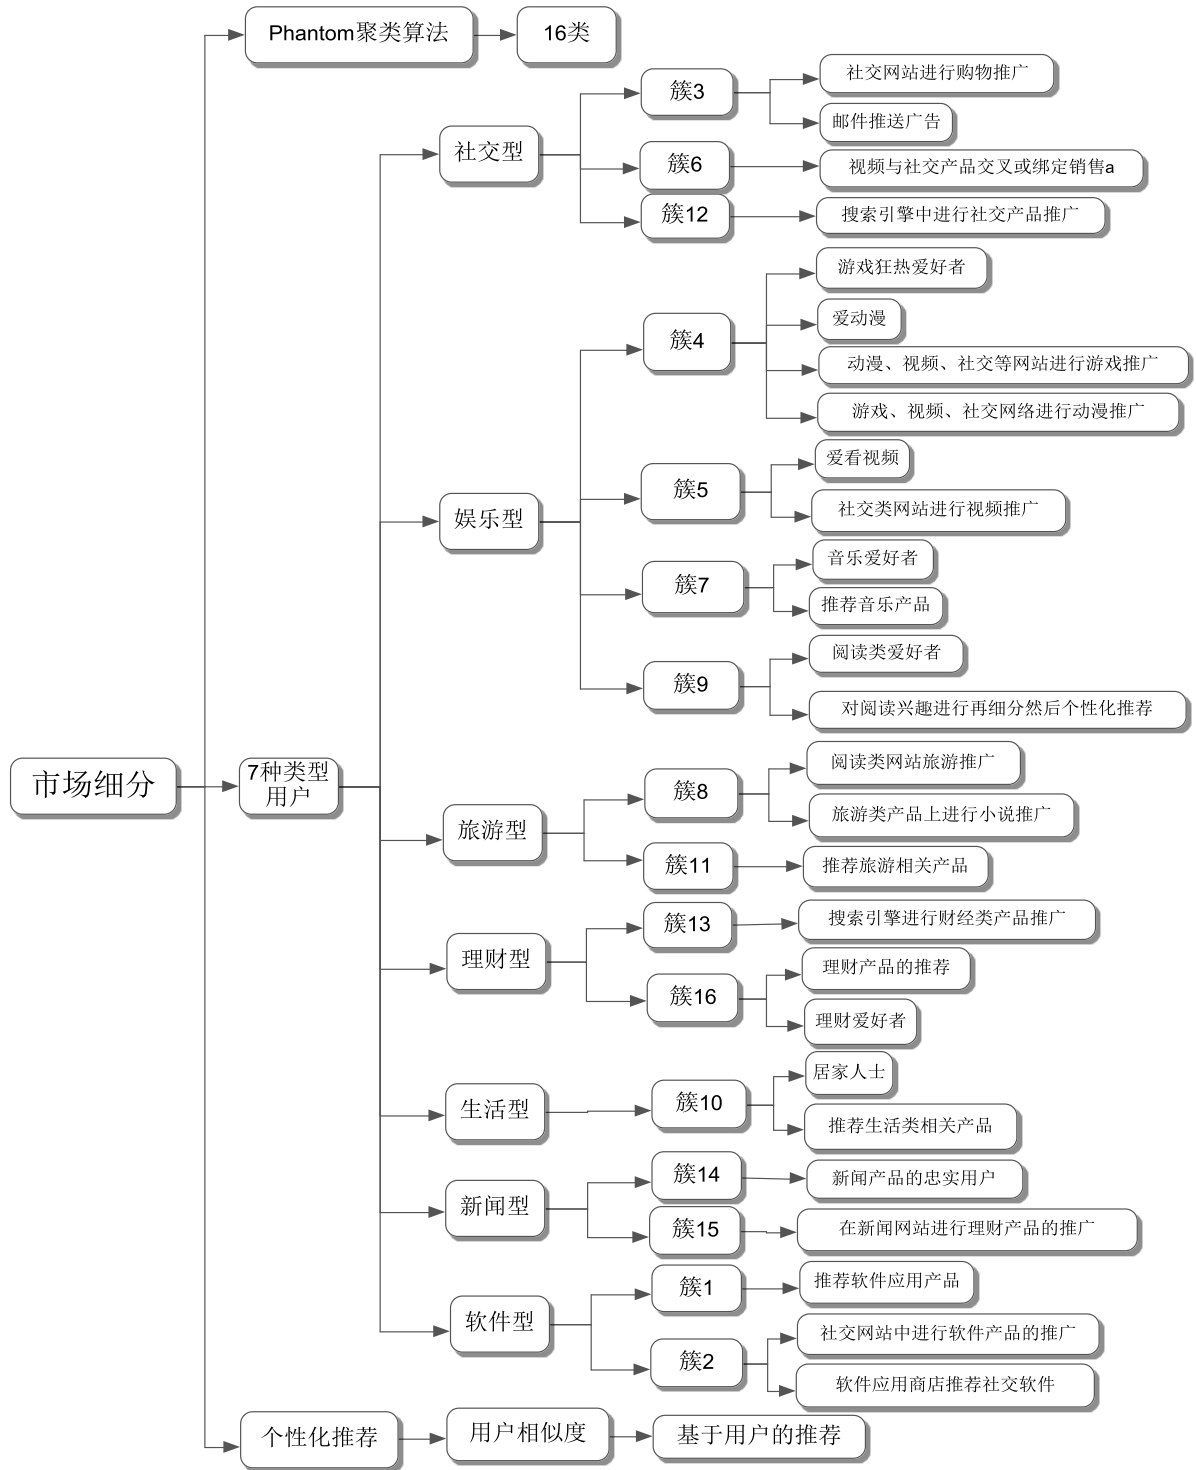 Phantom聚类算法
16类
社交型
簇3
社交网站进行购物推广
邮件推送广告
簇6
视频与社交产品交叉或绑定销售a
簇12
搜索引擎中进行社交产品推广
娱乐型
簇4
游戏狂热爱好者
爱动漫
动漫、视频、社交等网站进行游戏推广
游戏、视频、社交网络进行动漫推广
簇5
爱看视频
社交类网站进行视频推广
簇7
音乐爱好者
推荐音乐产品
簇9
阅读类爱好者
对阅读兴趣进行再细分然后个性化推荐
市场细分
7种类型
用户
旅游型
簇8
阅读类网站旅游推广
旅游类产品上进行小说推广
簇11
推荐旅游相关产品
理财型
簇13
搜索引擎进行财经类产品推广
簇16
理财产品的推荐
理财爱好者
生活型
簇10
居家人士
推荐生活类相关产品
新闻型
簇14
新闻产品的忠实用户
簇15
在新闻网站进行理财产品的推广
软件型
簇1
推荐软件应用产品
簇2
社交网站中进行软件产品的推广
软件应用商店推荐社交软件
个性化推荐
用户相似度
基于用户的推荐